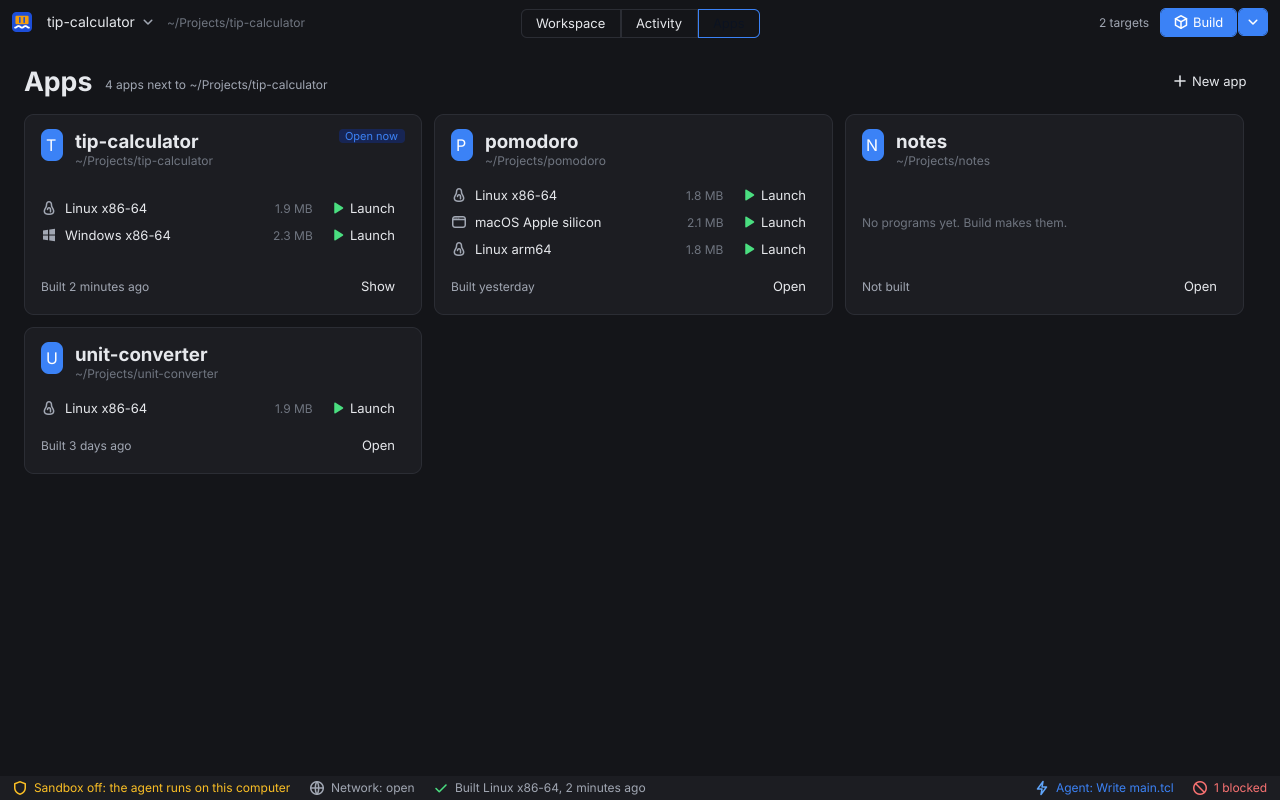 tip-calculator ~/Projects/tip-calculator Workspace Activity 2 targets Build
Apps 4 apps next to ~/Projects/tip-calculator New app
T tip-calculator Open now
~/Projects/tip-calculator
Linux x86-64 1.9 MB Launch
Windows x86-64 2.3 MB Launch
Built 2 minutes ago Show
P pomodoro
~/Projects/pomodoro
Linux x86-64 1.8 MB Launch
macOS Apple silicon 2.1 MB Launch
Linux arm64 1.8 MB Launch
Built yesterday Open
N notes
~/Projects/notes
No programs yet. Build makes them.
Not built Open
U unit-converter
~/Projects/unit-converter
Linux x86-64 1.9 MB Launch
Built 3 days ago Open
Sandbox off: the agent runs on this computer Network: open Built Linux x86-64, 2 minutes ago Agent: Write main.tcl 1 blocked